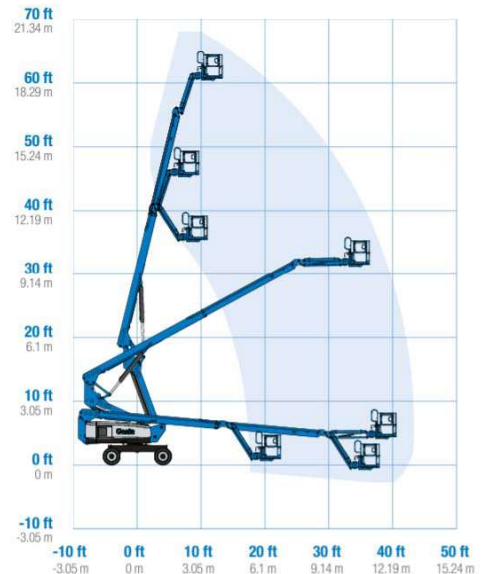 70 ft
21.34 m
60 ft
18.29 m
50 ft
15.24 m
40 ft
12.19 m
30 ft
9.14 m
20 ft
6.1 m
10 ft
3.05 m
Genie
0 ft
0 m
-10 ft
-3.05 m
-10 ft 0 ft 10 ft 20 ft 30 ft 40 ft 50 ft
-3.05 m 0 m 3.05 m 6.1 m 9.14 m 12.19 m 15.24 m